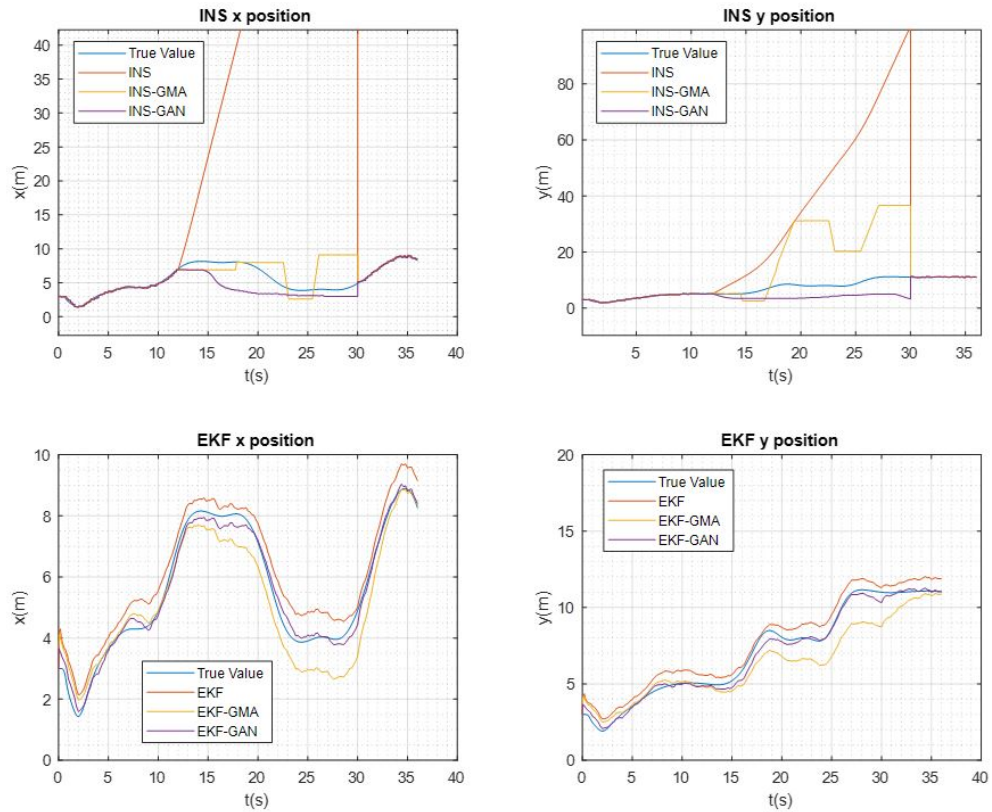 INS x position
True Value
INS
INS-GMA
INS-GAN
40
35
30
25
20
15
10
5
0
x(m)
0 5 10 15 20 25 30 35 40
t(s)
INS y position
True Value
INS
INS-GMA
INS-GAN
80
60
40
20
0
y(m)
5 10 15 20 25 30 35
t(s)
EKF x position
10
8
6
4
2
0
x(m)
True Value
EKF
EKF-GMA
EKF-GAN
0 5 10 15 20 25 30 35 40
t(s)
EKF y position
True Value
EKF
EKF-GMA
EKF-GAN
20
15
10
5
0
y(m)
0 5 10 15 20 25 30 35 40
t(s)